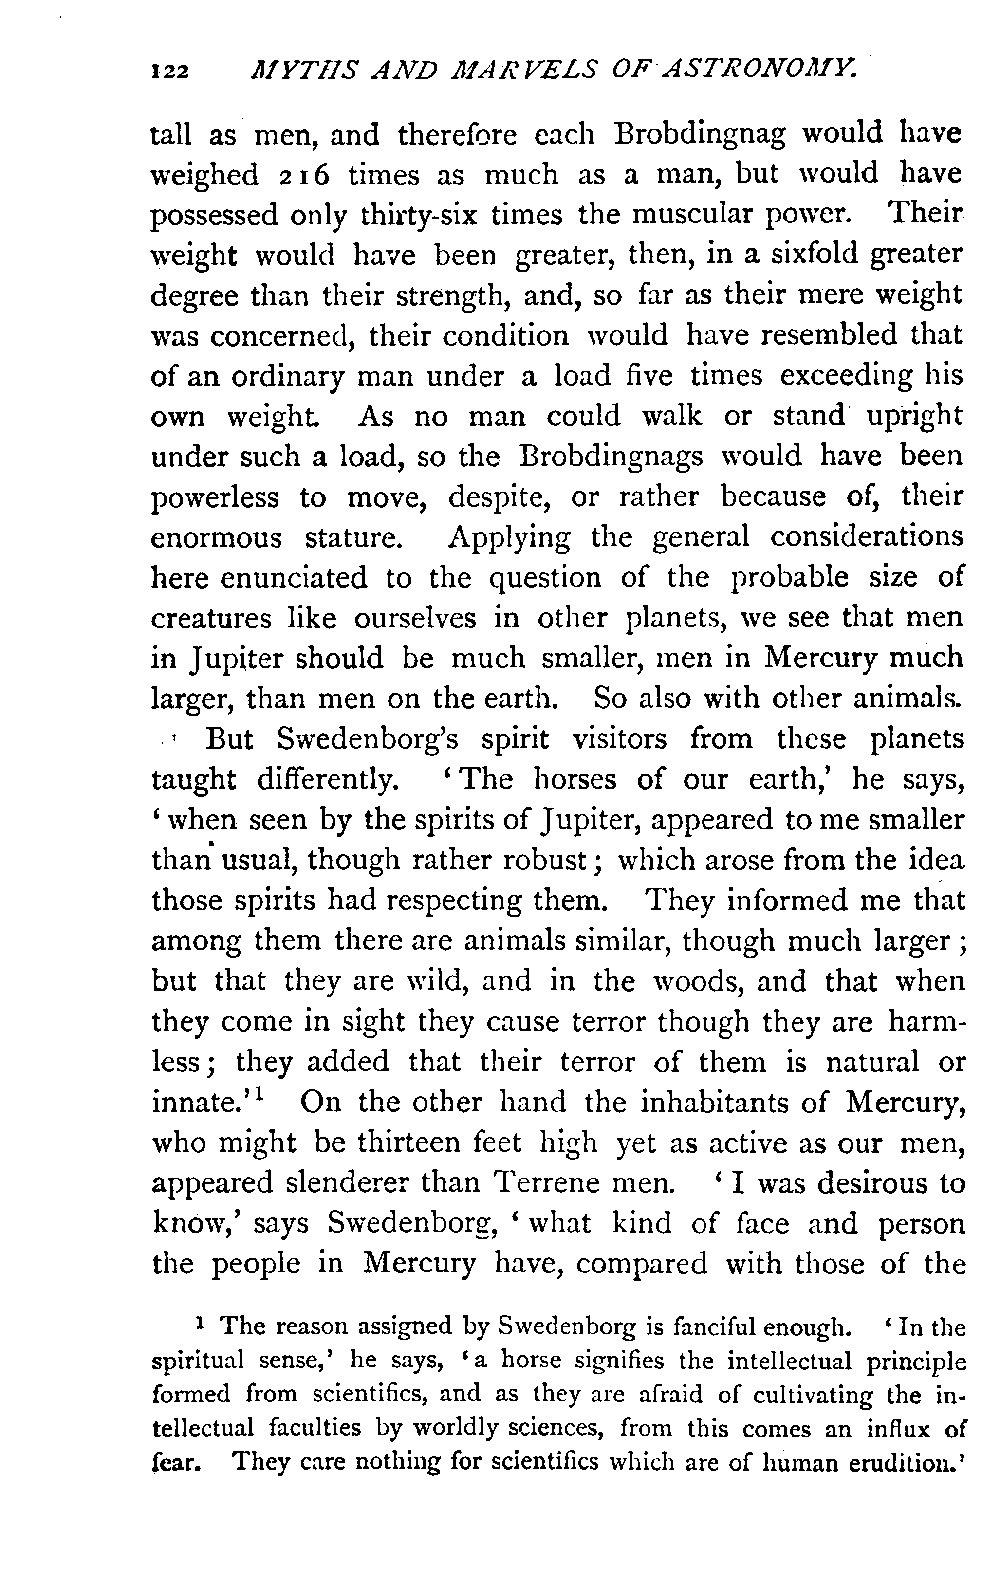 122 MYTHS AND MARVELS OF ASTRONOMY.
tall as men, and therefore each Brobdingnag would have
weighed 216 times as much as a man, but would have
possessed only thirty-six times the muscular power. Their
weight would have been greater, then, in a sixfold greater
degree than their strength, and, so far as their mere weight
was concerned, their condition would have resembled that
of an ordinary man under a load five times exceeding his
own weight. As no man could walk or stand upright
under such a load, so the Brobdingnags would have been
powerless to move, despite, or rather because of, their
enormous stature. Applying the general considerations
here enunciated to the question of the probable size of
creatures like ourselves in other planets, we see that men
in Jupiter should be much smaller, men in Mercury much
larger, than men on the earth. So also with other animals.
But Swedenborg's spirit visitors from these planets
taught differently. ‘The horses of our earth,’ he says,
‘when seen by the spirits of Jupiter, appeared to me smaller
than usual, though rather robust; which arose from the idea
those spirits had respecting them. They informed me that
among them there are animals similar, though much larger;
but that they are wild, and in the woods, and that when
they come in sight they cause terror though they are harm-
less; they added that their terror of them is natural or
innate.’¹ On the other hand the inhabitants of Mercury,
who might be thirteen feet high yet as active as our men,
appeared slenderer than Terrene men. ‘I was desirous to
know,’ says Swedenborg, ‘what kind of face and person
the people in Mercury have, compared with those of the
¹ The reason assigned by Swedenborg is fanciful enough. ‘In the
spiritual sense,’ he says, ‘a horse signifies the intellectual principle
formed from scientifics, and as they are afraid of cultivating the in-
tellectual faculties by worldly sciences, from this comes an influx of
fear. They care nothing for scientifics which are of human erudition.’